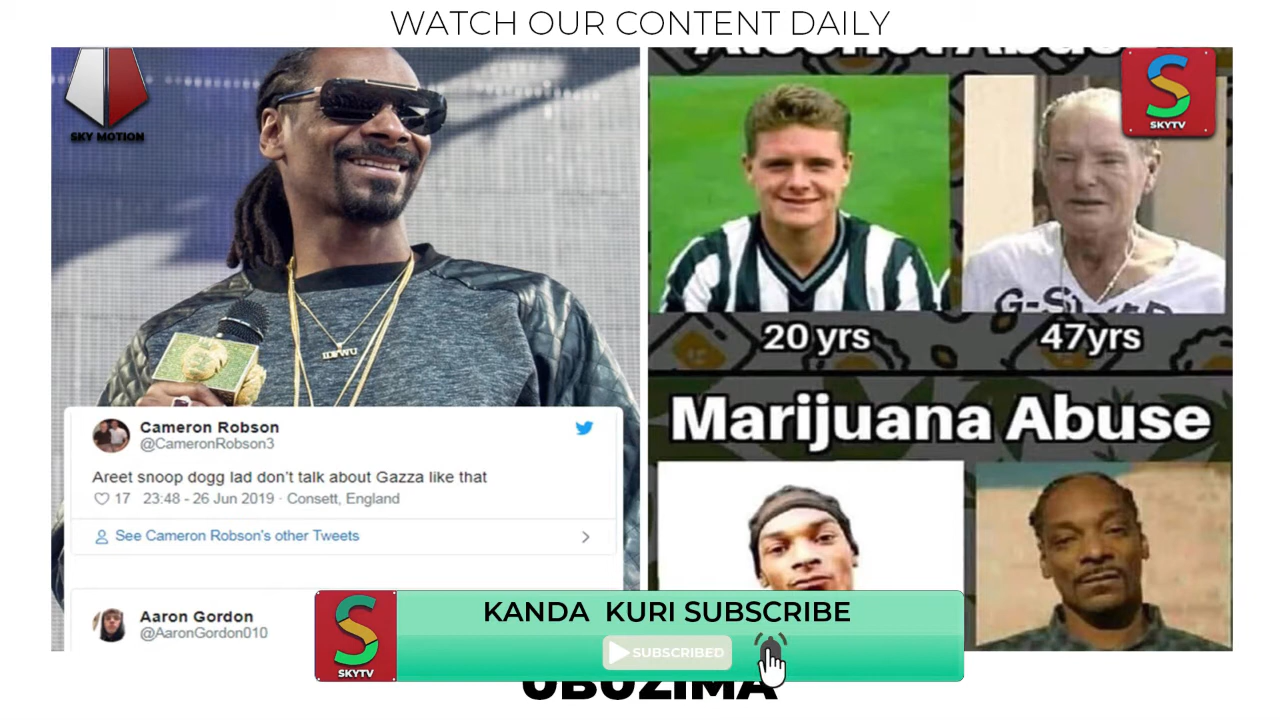 WATCH OUR CONTENT DAILY
SKY MOTION
S
SKYTV
20 yrs
47yrs
Marijuana Abuse
Cameron Robson
@CameronRobson3
Areet snoop dogg lad don't talk about Gazza like that
17 23:48 - 26 Jun 2019 · Consett, England
See Cameron Robson's other Tweets
Aaron Gordon
@AaronGordon010
S
SKYTV
KANDA KURI SUBSCRIBE
SUBSCRIBED
UBUZIMA